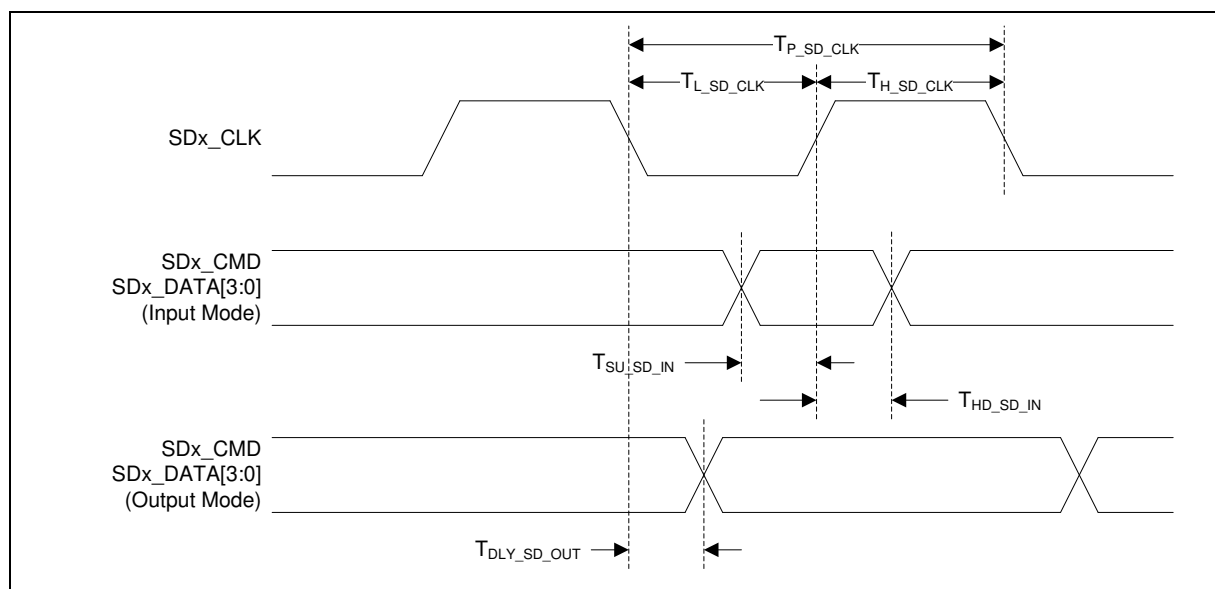 T_P_SD_CLK
T_L_SD_CLK
T_H_SD_CLK
SDx_CLK
SDx_CMD
SDx_DATA[3:0]
(Input Mode)
T_SU_SD_IN
T_HD_SD_IN
SDx_CMD
SDx_DATA[3:0]
(Output Mode)
T_DLY_SD_OUT